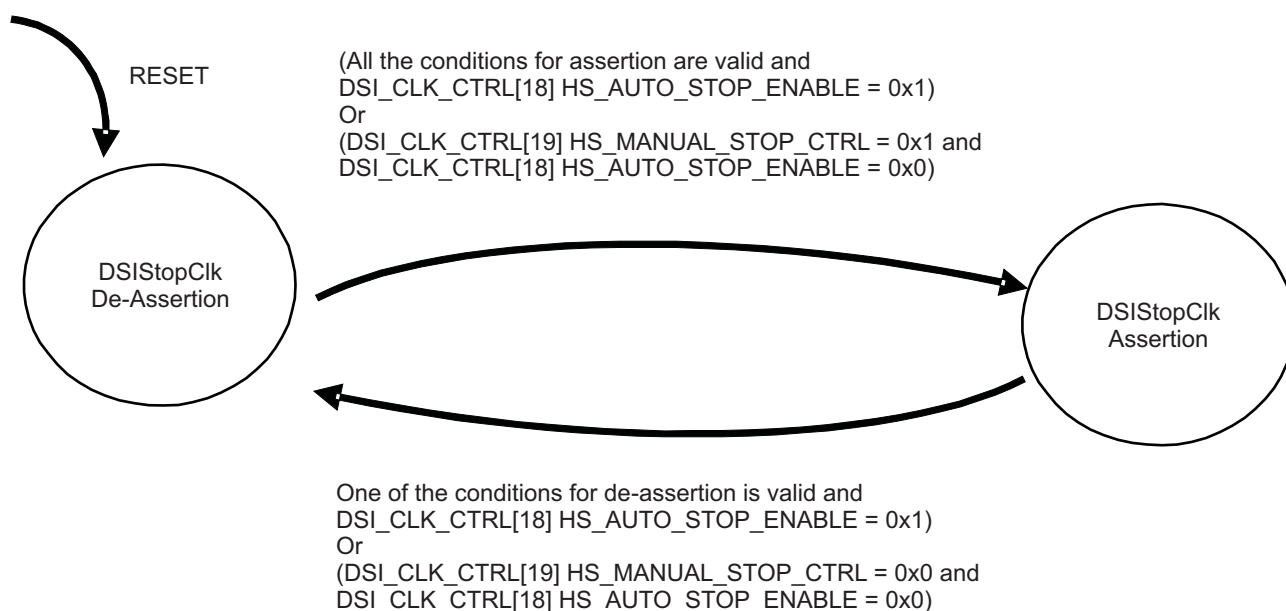 RESET
(All the conditions for assertion are valid and
DSI_CLK_CTRL[18] HS_AUTO_STOP_ENABLE = 0x1)
Or
(DSI_CLK_CTRL[19] HS_MANUAL_STOP_CTRL = 0x1 and
DSI_CLK_CTRL[18] HS_AUTO_STOP_ENABLE = 0x0)
DSIStopClk
De-Assertion
DSIStopClk
Assertion
One of the conditions for de-assertion is valid and
DSI_CLK_CTRL[18] HS_AUTO_STOP_ENABLE = 0x1)
Or
(DSI_CLK_CTRL[19] HS_MANUAL_STOP_CTRL = 0x0 and
DSI_CLK_CTRL[18] HS_AUTO_STOP_ENABLE = 0x0)